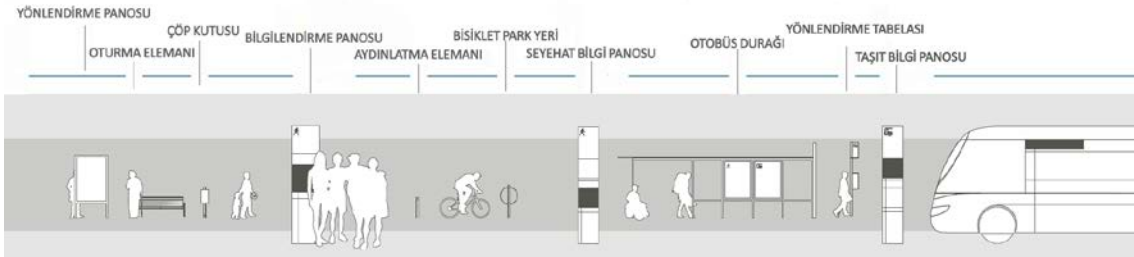 YÖNLENDİRME PANOSU
OTURMA ELEMANI
ÇÖP KUTUSU
BİLGİLENDİRME PANOSU
AYDINLATMA ELEMANI
BİSİKLET PARK YERİ
SEYEHAT BİLGİ PANOSU
OTOBÜS DURAĞI
YÖNLENDİRME TABELASI
TAŞIT BİLGİ PANOSU